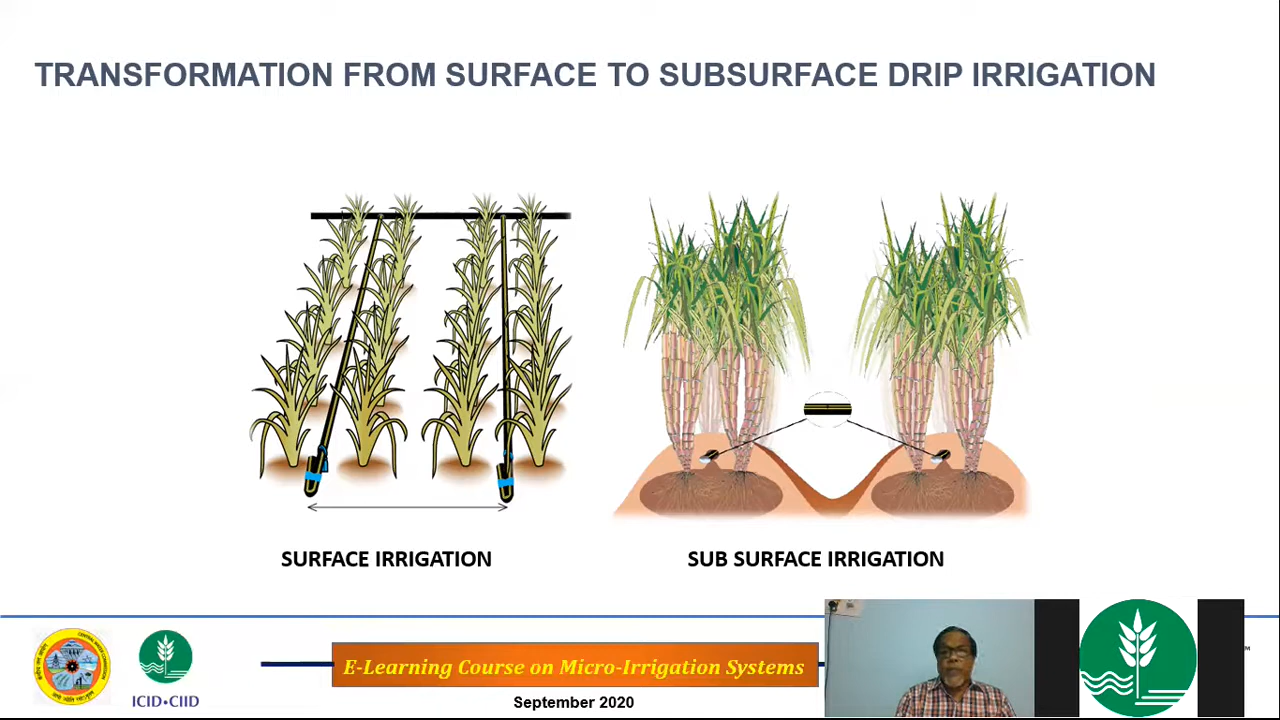 TRANSFORMATION FROM SURFACE TO SUBSURFACE DRIP IRRIGATION
SURFACE IRRIGATION
SUB SURFACE IRRIGATION
E-Learning Course on Micro-Irrigation Systems
ICID•CIID
September 2020